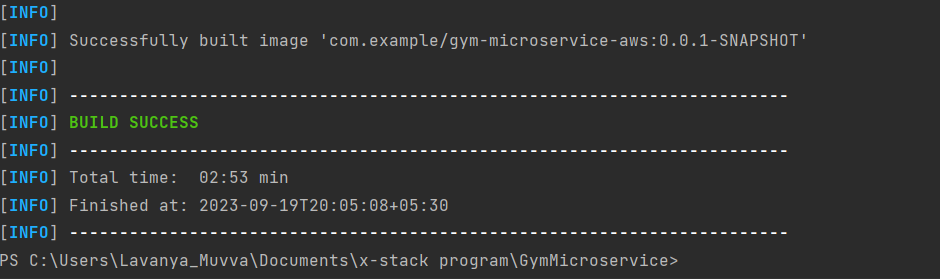 [INFO]
[INFO] Successfully built image 'com.example/gym-microservice-aws:0.0.1-SNAPSHOT'
[INFO]
[INFO] ------------------------------------------------------------------------
[INFO] BUILD SUCCESS
[INFO] ------------------------------------------------------------------------
[INFO] Total time:  02:53 min
[INFO] Finished at: 2023-09-19T20:05:08+05:30
[INFO] ------------------------------------------------------------------------
PS C:\Users\Lavanya_Muvva\Documents\x-stack program\GymMicroservice>